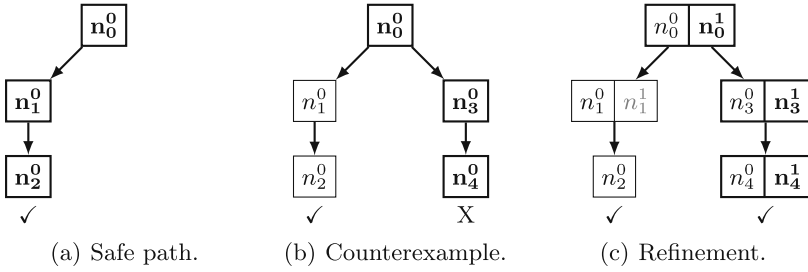 n₀⁰
n₁⁰
n₂⁰
✓
(a) Safe path.
n₀⁰
n₁⁰ n₃⁰
n₂⁰ n₄⁰
✓ X
(b) Counterexample.
n₀⁰ n₀¹
n₁⁰ n₁¹ n₃⁰ n₃¹
n₂⁰ n₄⁰ n₄¹
✓ ✓
(c) Refinement.